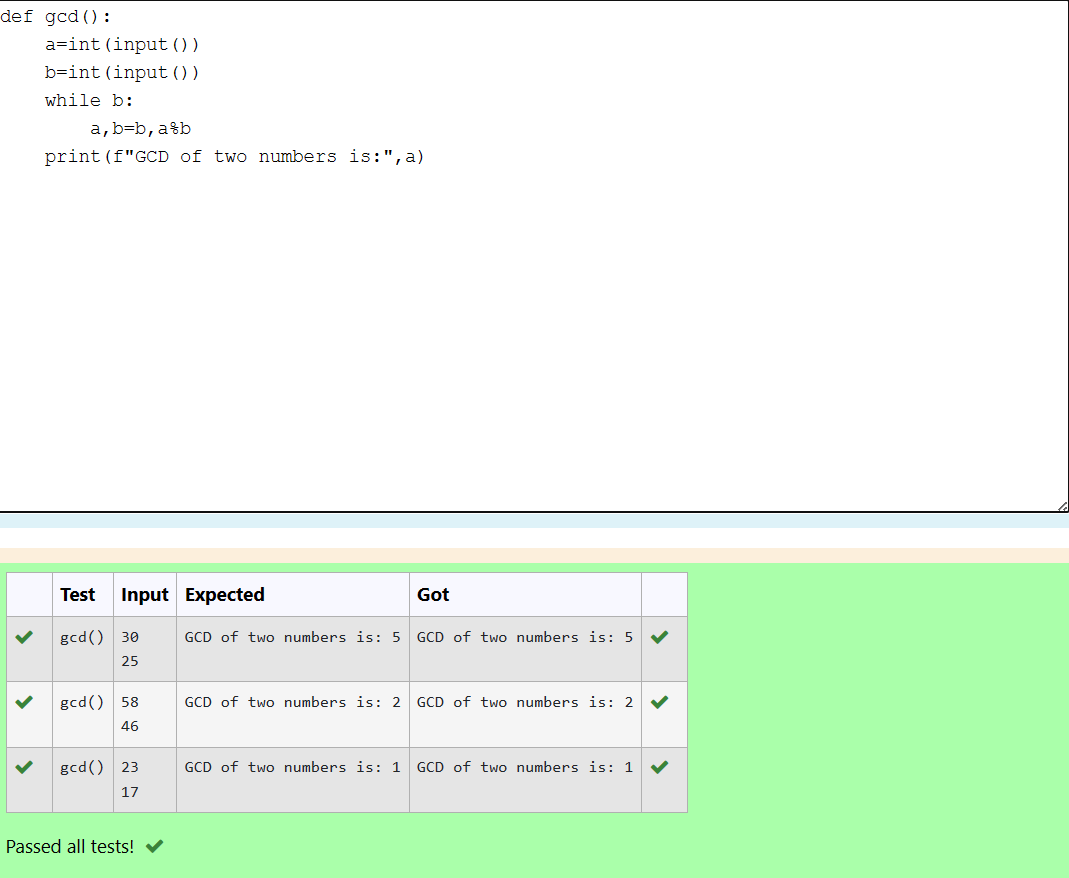 def gcd():
    a=int(input())
    b=int(input())
    while b:
        a,b=b,a%b
    print(f"GCD of two numbers is:",a)
Test Input Expected Got
gcd() 30 GCD of two numbers is: 5 GCD of two numbers is: 5
25
gcd() 58 GCD of two numbers is: 2 GCD of two numbers is: 2
46
gcd() 23 GCD of two numbers is: 1 GCD of two numbers is: 1
17
Passed all tests!